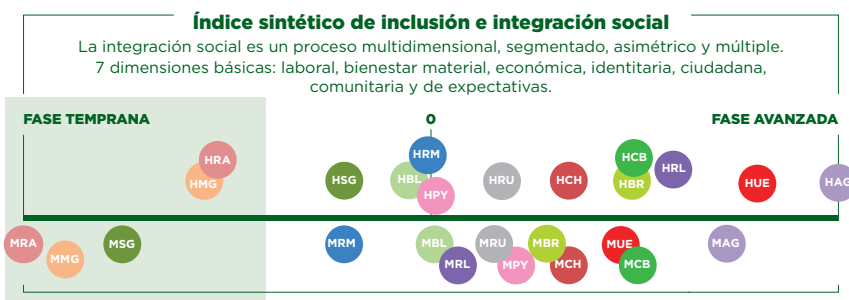 Índice sintético de inclusión e integración social
La integración social es un proceso multidimensional, segmentado, asimétrico y múltiple.
7 dimensiones básicas: laboral, bienestar material, económica, identitaria, ciudadana,
comunitaria y de expectativas.
FASE TEMPRANA 0 FASE AVANZADA
HRA HMG HSG HBL HRM HPY HRU HCH HCB HBR HRL HUE HAG
MRA MMG MSG MRM MBL MRL MRU MPY MBR MCH MUE MCB MAG